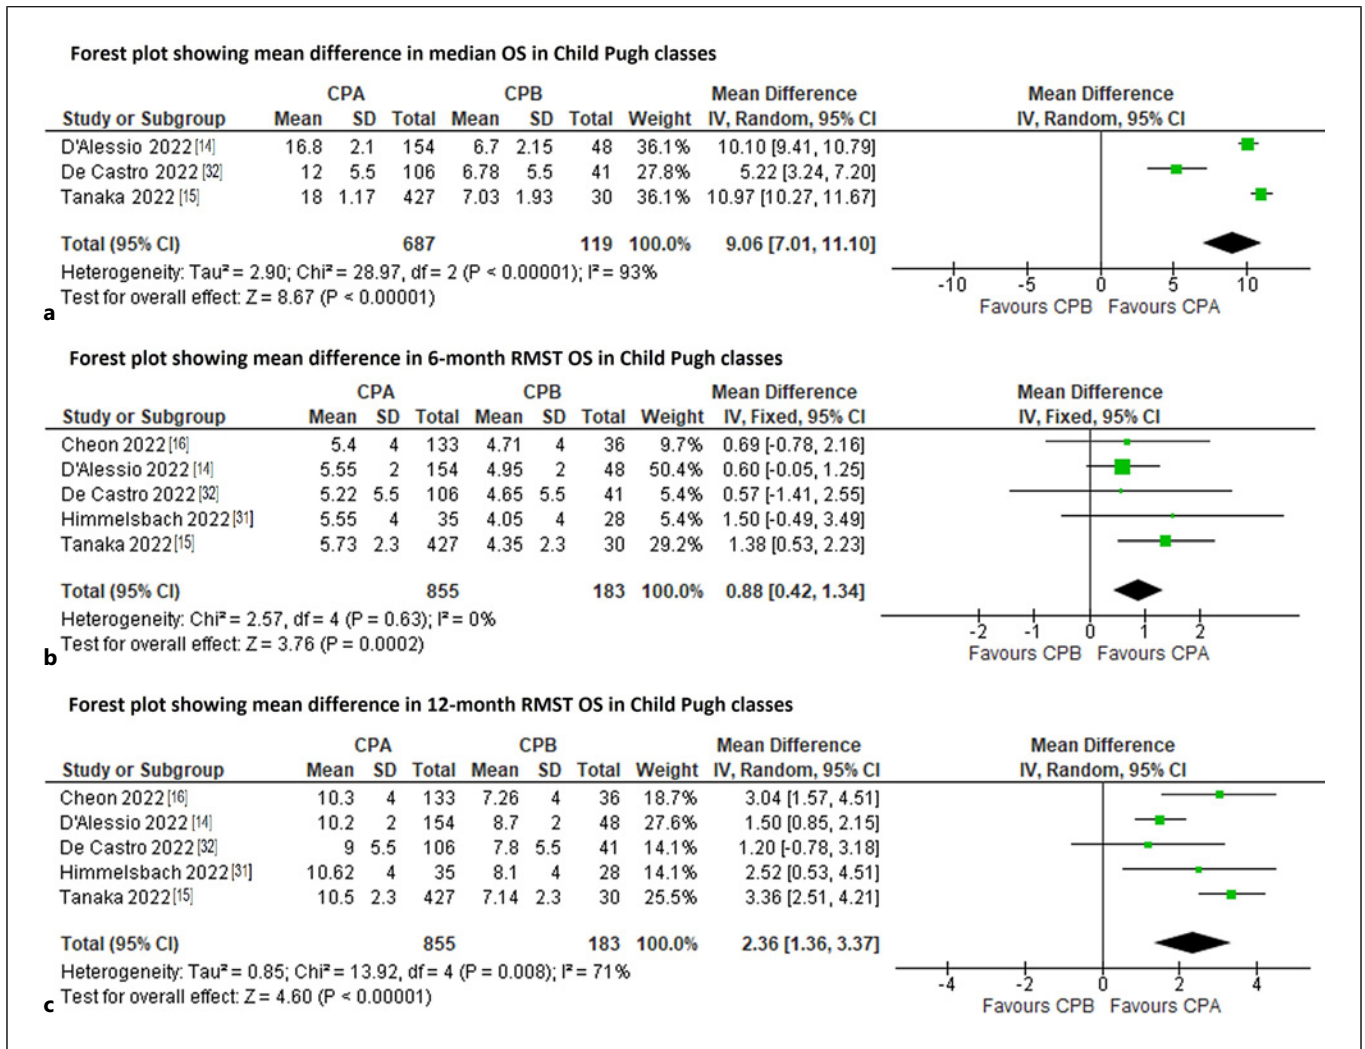 Forest plot showing mean difference in median OS in Child Pugh classes
CPA CPB Mean Difference Mean Difference
Study or Subgroup Mean SD Total Mean SD Total Weight IV, Random, 95% CI IV, Random, 95% CI
D'Alessio 2022[14] 16.8 2.1 154 6.7 2.15 48 36.1% 10.10 [9.41, 10.79]
De Castro 2022[32] 12 5.5 106 6.78 5.5 41 27.8% 5.22 [3.24, 7.20]
Tanaka 2022[15] 18 1.17 427 7.03 1.93 30 36.1% 10.97 [10.27, 11.67]
Total (95% CI) 687 119 100.0% 9.06 [7.01, 11.10]
Heterogeneity: Tau² = 2.90; Chi² = 28.97, df = 2 (P < 0.00001); I² = 93%
Test for overall effect: Z = 8.67 (P < 0.00001)
-10 -5 0 5 10
Favours CPB Favours CPA
a
Forest plot showing mean difference in 6-month RMST OS in Child Pugh classes
CPA CPB Mean Difference Mean Difference
Study or Subgroup Mean SD Total Mean SD Total Weight IV, Fixed, 95% CI IV, Fixed, 95% CI
Cheon 2022[16] 5.4 4 133 4.71 4 36 9.7% 0.69 [-0.78, 2.16]
D'Alessio 2022[14] 5.55 2 154 4.95 2 48 50.4% 0.60 [-0.05, 1.25]
De Castro 2022[32] 5.22 5.5 106 4.65 5.5 41 5.4% 0.57 [-1.41, 2.55]
Himmelsbach 2022[31] 5.55 4 35 4.05 4 28 5.4% 1.50 [-0.49, 3.49]
Tanaka 2022[15] 5.73 2.3 427 4.35 2.3 30 29.2% 1.38 [0.53, 2.23]
Total (95% CI) 855 183 100.0% 0.88 [0.42, 1.34]
Heterogeneity: Chi² = 2.57, df = 4 (P = 0.63); I² = 0%
Test for overall effect: Z = 3.76 (P = 0.0002)
-2 -1 0 1 2
Favours CPB Favours CPA
b
Forest plot showing mean difference in 12-month RMST OS in Child Pugh classes
CPA CPB Mean Difference Mean Difference
Study or Subgroup Mean SD Total Mean SD Total Weight IV, Random, 95% CI IV, Random, 95% CI
Cheon 2022[16] 10.3 4 133 7.26 4 36 18.7% 3.04 [1.57, 4.51]
D'Alessio 2022[14] 10.2 2 154 8.7 2 48 27.6% 1.50 [0.85, 2.15]
De Castro 2022[32] 9 5.5 106 7.8 5.5 41 14.1% 1.20 [-0.78, 3.18]
Himmelsbach 2022[31] 10.62 4 35 8.1 4 28 14.1% 2.52 [0.53, 4.51]
Tanaka 2022[15] 10.5 2.3 427 7.14 2.3 30 25.5% 3.36 [2.51, 4.21]
Total (95% CI) 855 183 100.0% 2.36 [1.36, 3.37]
Heterogeneity: Tau² = 0.85; Chi² = 13.92, df = 4 (P = 0.008); I² = 71%
Test for overall effect: Z = 4.60 (P < 0.00001)
-4 -2 0 2 4
Favours CPB Favours CPA
c